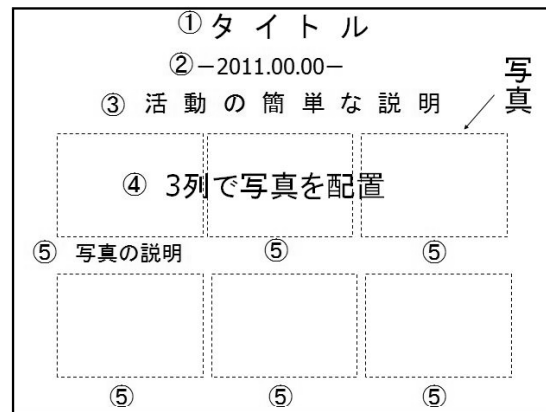 ① タイトル
② －2011.00.00－
③ 活動の簡単な説明
写真
④ 3列で写真を配置
⑤ 写真の説明 ⑤ ⑤
⑤ ⑤ ⑤